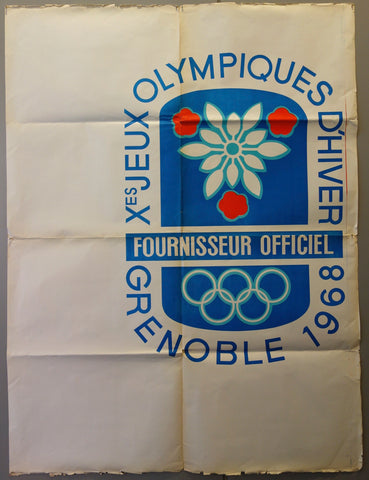 Xes JEUX OLYMPIQUES D'HIVER
FOURNISSEUR OFFICIEL
GRENOBLE 1968